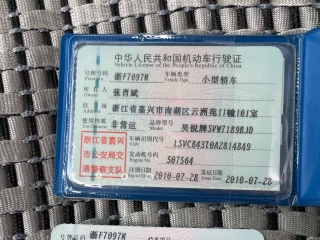 中华人民共和国机动车行驶证
Vehicle License of the People's Republic of China
号牌号码 浙F7097M 车辆类型 小型轿车
所有人 张肖斌
住址 浙江省嘉兴市南湖区云洲苑11幢101室
使用性质 非营运 品牌型号 昊锐牌SVW7189BJD
浙江省嘉兴市公安局交通警察支队
车辆识别代号 LSVCB43T0A2814849
VIN
发动机号码 507564
注册日期 2010-07-28 发证日期 2010-07-28
浙F7097M